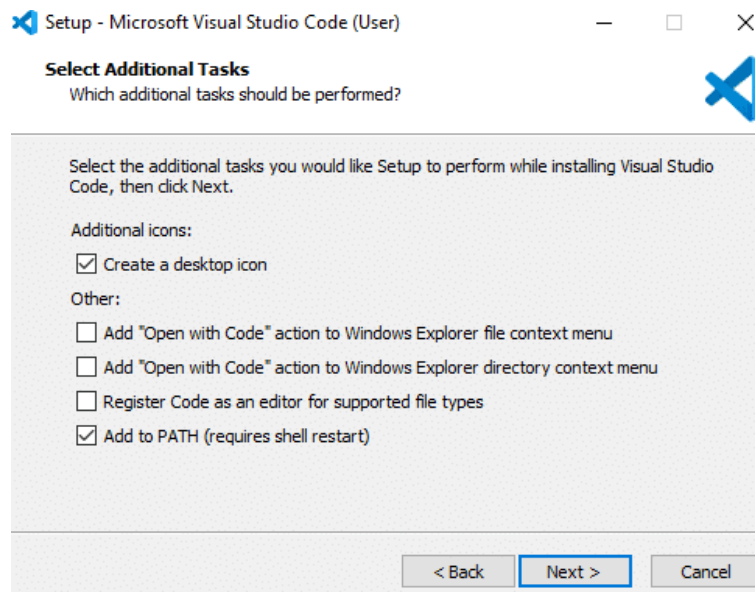 Setup - Microsoft Visual Studio Code (User)
Select Additional Tasks
Which additional tasks should be performed?
Select the additional tasks you would like Setup to perform while installing Visual Studio
Code, then click Next.
Additional icons:
Create a desktop icon
Other:
Add "Open with Code" action to Windows Explorer file context menu
Add "Open with Code" action to Windows Explorer directory context menu
Register Code as an editor for supported file types
Add to PATH (requires shell restart)
< Back Next > Cancel